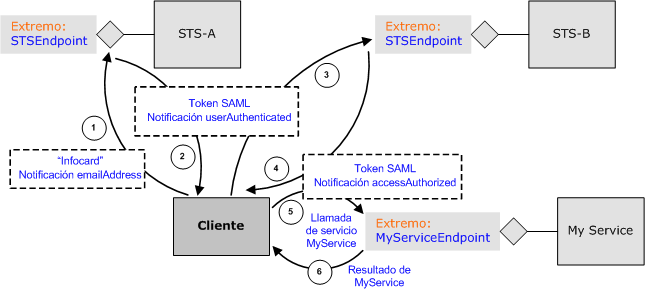 Extremo:
STSEndpoint
STS-A
Extremo:
STSEndpoint
STS-B
3
Token SAML
Notificación userAuthenticated
1
2
“Infocard”
Notificación emailAddress
4
Token SAML
Notificación accessAuthorized
Cliente
5
Llamada
de servicio
MyService
Extremo:
MyServiceEndpoint
My Service
6
Resultado de
MyService